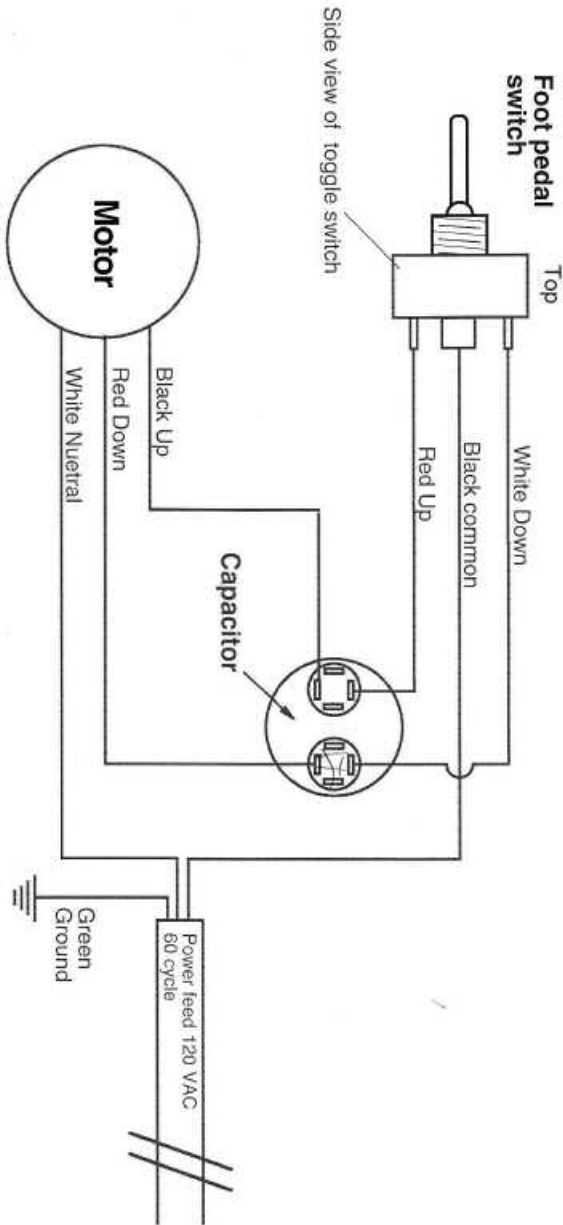 Foot pedal
switch
Top
Side view of toggle switch
White Down
Black common
Red Up
Motor
Black Up
Red Down
White Nuetral
Capacitor
Green
Ground
Power feed 120 VAC
60 cycle